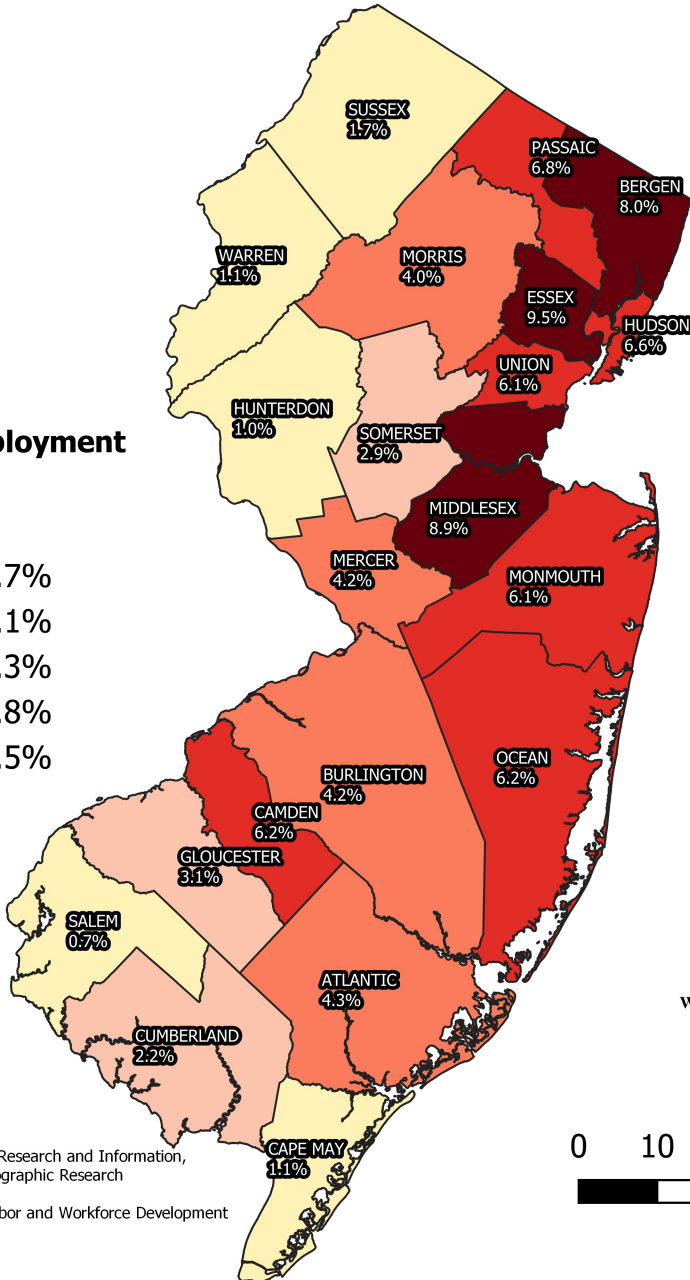 SUSSEX
1.7%
PASSAIC
6.8%
BERGEN
8.0%
WARREN
1.1%
MORRIS
4.0%
ESSEX
9.5%
HUDSON
6.6%
UNION
6.1%
HUNTERDON
1.0%
SOMERSET
2.9%
ployment
MIDDLESEX
8.9%
MERCER
4.2%
MONMOUTH
6.1%
.7%
.1%
.3%
.8%
.5%
OCEAN
6.2%
BURLINGTON
4.2%
CAMDEN
6.2%
GLOUCESTER
3.1%
SALEM
0.7%
ATLANTIC
4.3%
W
CUMBERLAND
2.2%
CAPE MAY
1.1%
Research and Information,
ographic Research
bor and Workforce Development
0 10